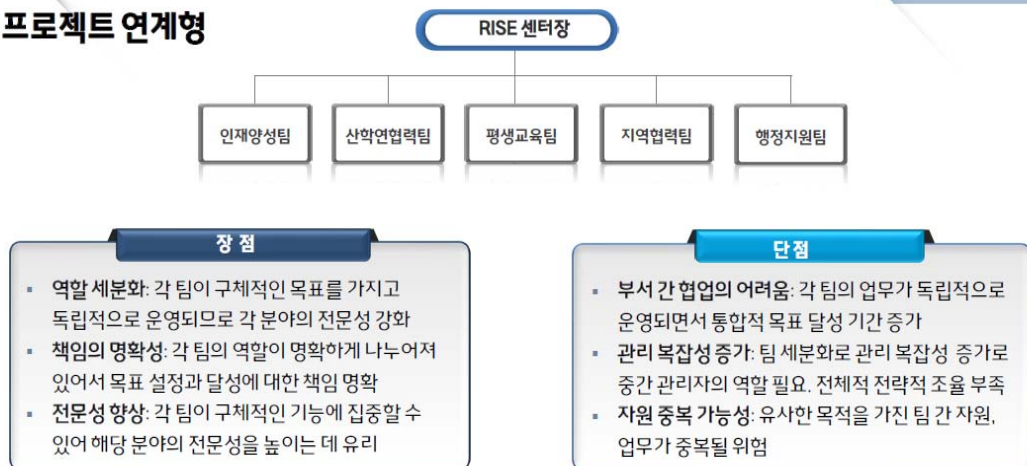 프로젝트 연계형
RISE 센터장
인재양성팀
산학연협력팀
평생교육팀
지역협력팀
행정지원팀
장 점
▪ 역할 세분화: 각 팀이 구체적인 목표를 가지고
독립적으로 운영되므로 각 분야의 전문성 강화
▪ 책임의 명확성: 각 팀의 역할이 명확하게 나누어져
있어서 목표 설정과 달성에 대한 책임 명확
▪ 전문성 향상: 각 팀이 구체적인 기능에 집중할 수
있어 해당 분야의 전문성을 높이는 데 유리
단점
▪ 부서 간 협업의 어려움: 각 팀의 업무가 독립적으로
운영되면서 통합적 목표 달성 기간 증가
▪ 관리 복잡성 증가: 팀 세분화로 관리 복잡성 증가로
중간 관리자의 역할 필요. 전체적 전략적 조율 부족
▪ 자원 중복 가능성: 유사한 목적을 가진 팀 간 자원,
업무가 중복될 위험